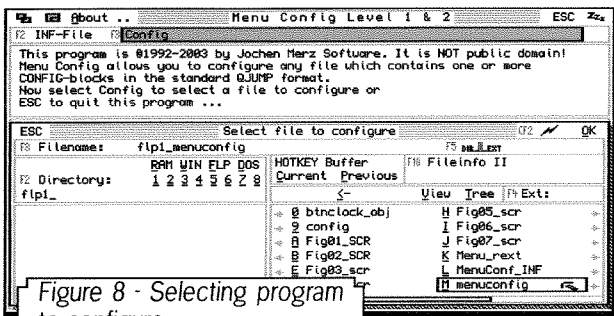 About .. Menu Config Level 1 & 2 ESC Zzz
F2 INF-File F3 Config
This program is ©1992-2003 by Jochen Merz Software. It is NOT public domain!
Menu Config allows you to configure any file which contains one or more
CONFIG-blocks in the standard QJUMP format.
Now select Config to select a file to configure or
ESC to quit this program ...
ESC Select file to configure CF2 OK
F3 Filename: flp1_menuconfig F5
RAM WIN FLP DOS HOTKEY Buffer F10 Fileinfo II
F2 Directory: 1 2 3 4 5 6 7 8 Current Previous
flp1_ <- View Tree F4 Ext:
0 btnclock_obj H Fig05_scr
9 config I Fig06_scr
A Fig01_SCR J Fig07_scr
B Fig02_SCR K Menu_rext
E Fig03_scr L MenuConf_INF
M menuconfig
Figure 8 - Selecting program